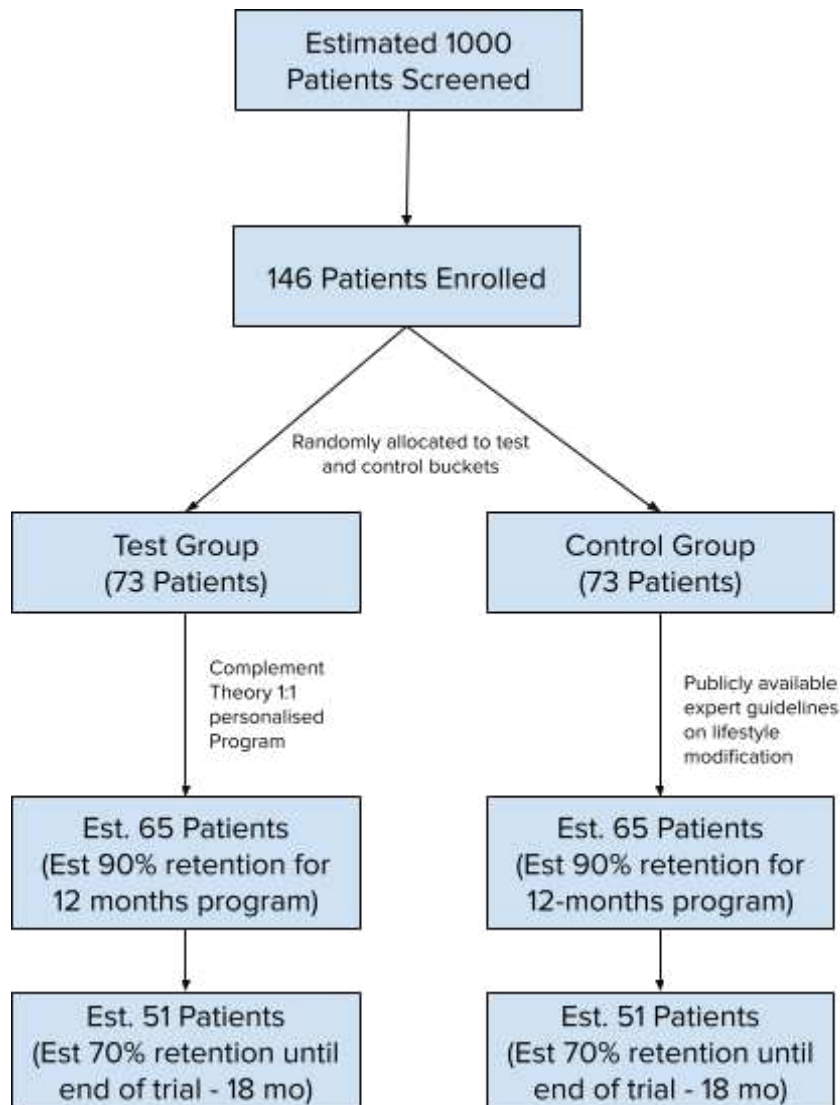 Estimated 1000
Patients Screened
146 Patients Enrolled
Randomly allocated to test
and control buckets
Test Group
(73 Patients)
Control Group
(73 Patients)
Complement
Theory 1:1
personalised
Program
Publicly available
expert guidelines
on lifestyle
modification
Est. 65 Patients
(Est 90% retention for
12 months program)
Est. 65 Patients
(Est 90% retention for
12-months program)
Est. 51 Patients
(Est 70% retention until
end of trial - 18 mo)
Est. 51 Patients
(Est 70% retention until
end of trial - 18 mo)